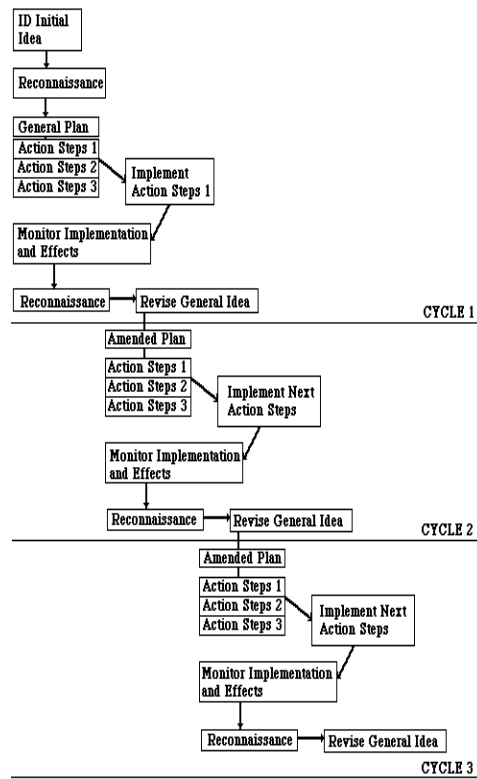 ID Initial
Idea
Reconnaissance
General Plan
Action Steps 1
Action Steps 2
Action Steps 3
Implement
Action Steps 1
Monitor Implementation
and Effects
Reconnaissance
Revise General Idea
CYCLE 1
Amended Plan
Action Steps 1
Action Steps 2
Action Steps 3
Implement Next
Action Steps
Monitor Implementation
and Effects
Reconnaissance
Revise General Idea
CYCLE 2
Amended Plan
Action Steps 1
Action Steps 2
Action Steps 3
Implement Next
Action Steps
Monitor Implementation
and Effects
Reconnaissance
Revise General Idea
CYCLE 3